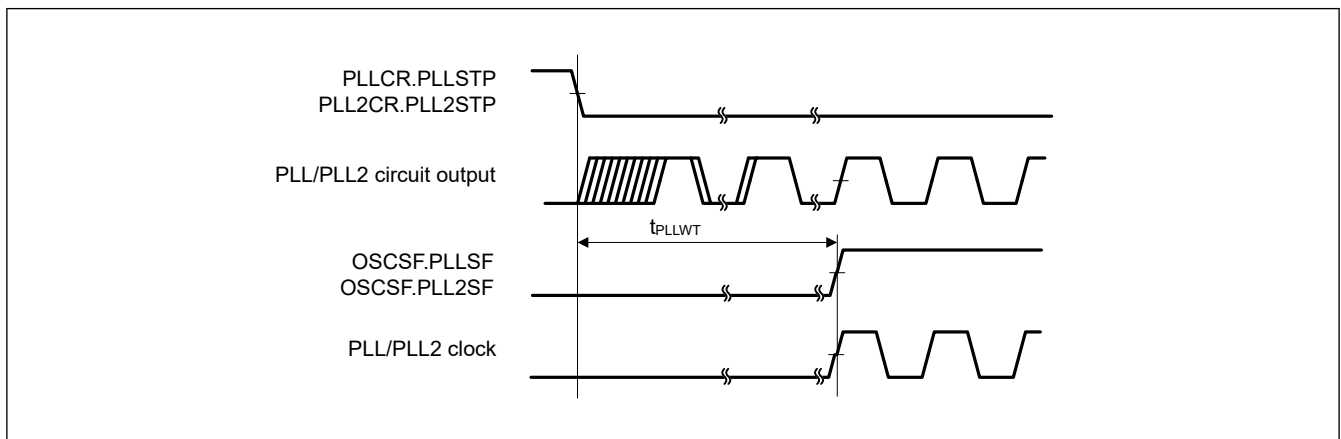 PLLCR.PLLSTP
PLL2CR.PLL2STP
PLL/PLL2 circuit output
tPLLWT
OSCSF.PLLSF
OSCSF.PLL2SF
PLL/PLL2 clock